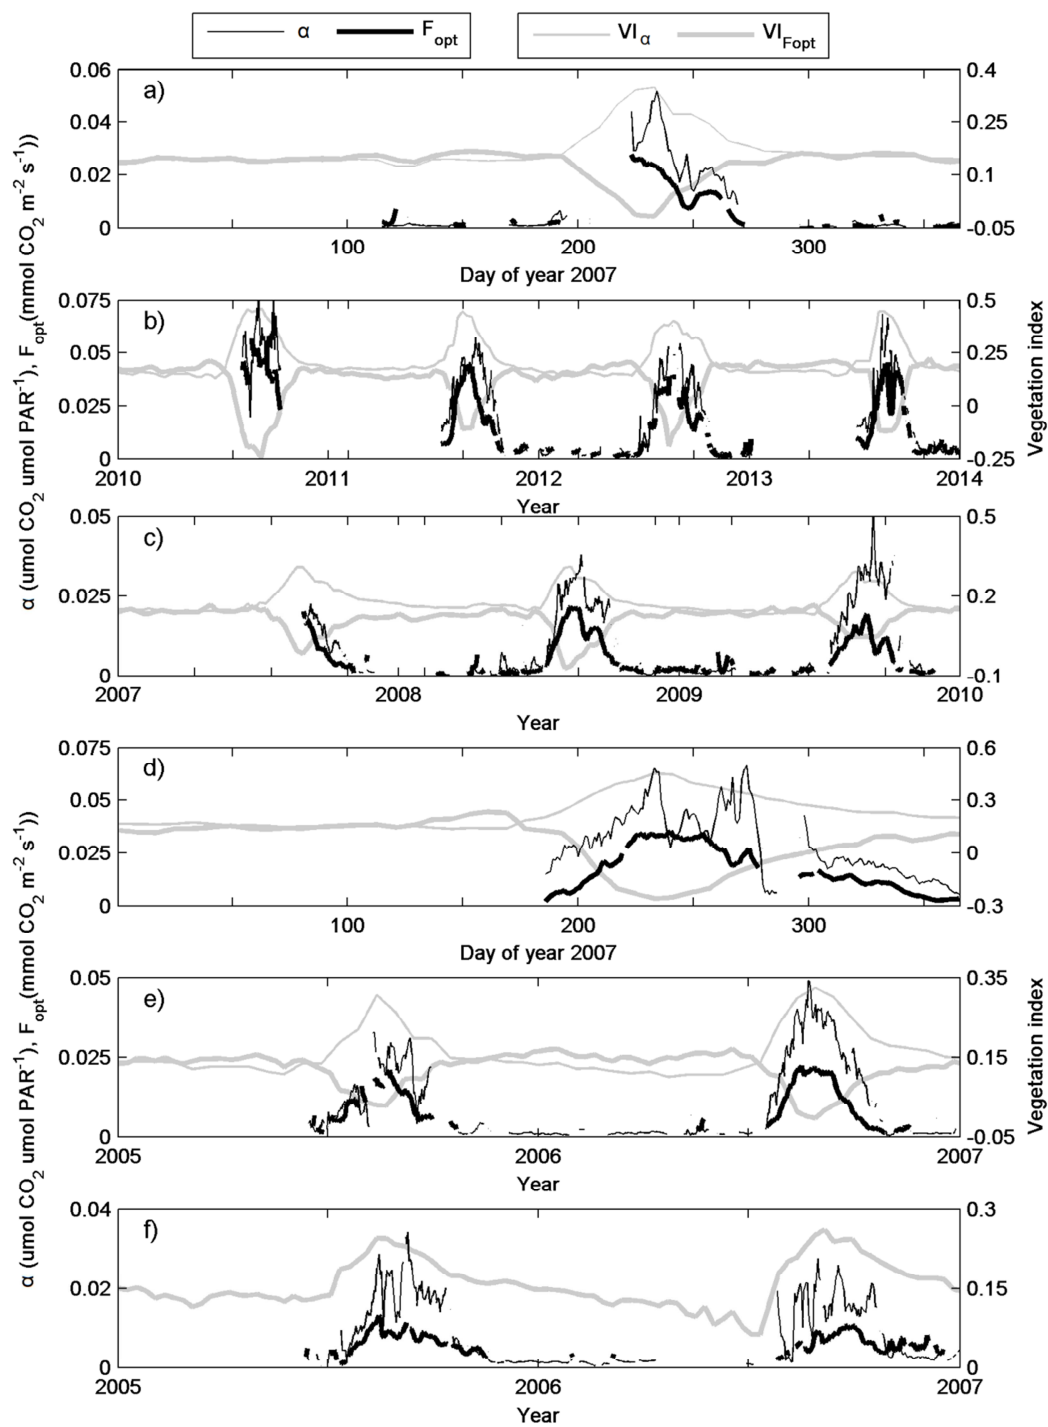 α F_opt VI_α VI_Fopt
α (umol CO2 umol PAR-1), F_opt(mmol CO2 m-2 s-1))
Vegetation index
a)
0.06 0.4
0.04 0.25
0.02 0.1
0 -0.05
100 200 300
Day of year 2007
b)
0.075 0.5
0.05 0.25
0.025 0
0 -0.25
2010 2011 2012 2013 2014
Year
c)
0.05 0.5
0.025 0.2
0 -0.1
2007 2008 2009 2010
Year
α (umol CO2 umol PAR-1), F_opt(mmol CO2 m-2 s-1))
Vegetation index
d)
0.075 0.6
0.05 0.3
0.025 0
0 -0.3
100 200 300
Day of year 2007
e)
0.05 0.35
0.025 0.15
0 -0.05
2005 2006 2007
Year
f)
0.04 0.3
0.02 0.15
0 0
2005 2006 2007
Year